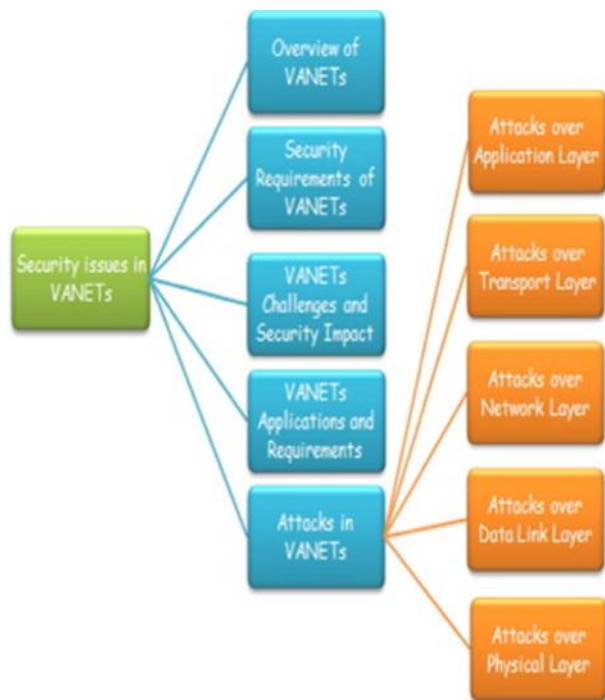 Security issues in
VANETs
Overview of
VANETs
Security
Requirements of
VANETs
VANETs
Challenges and
Security Impact
VANETs
Applications and
Requirements
Attacks in
VANETs
Attacks over
Application Layer
Attacks over
Transport Layer
Attacks over
Network Layer
Attacks over
Data Link Layer
Attacks over
Physical Layer